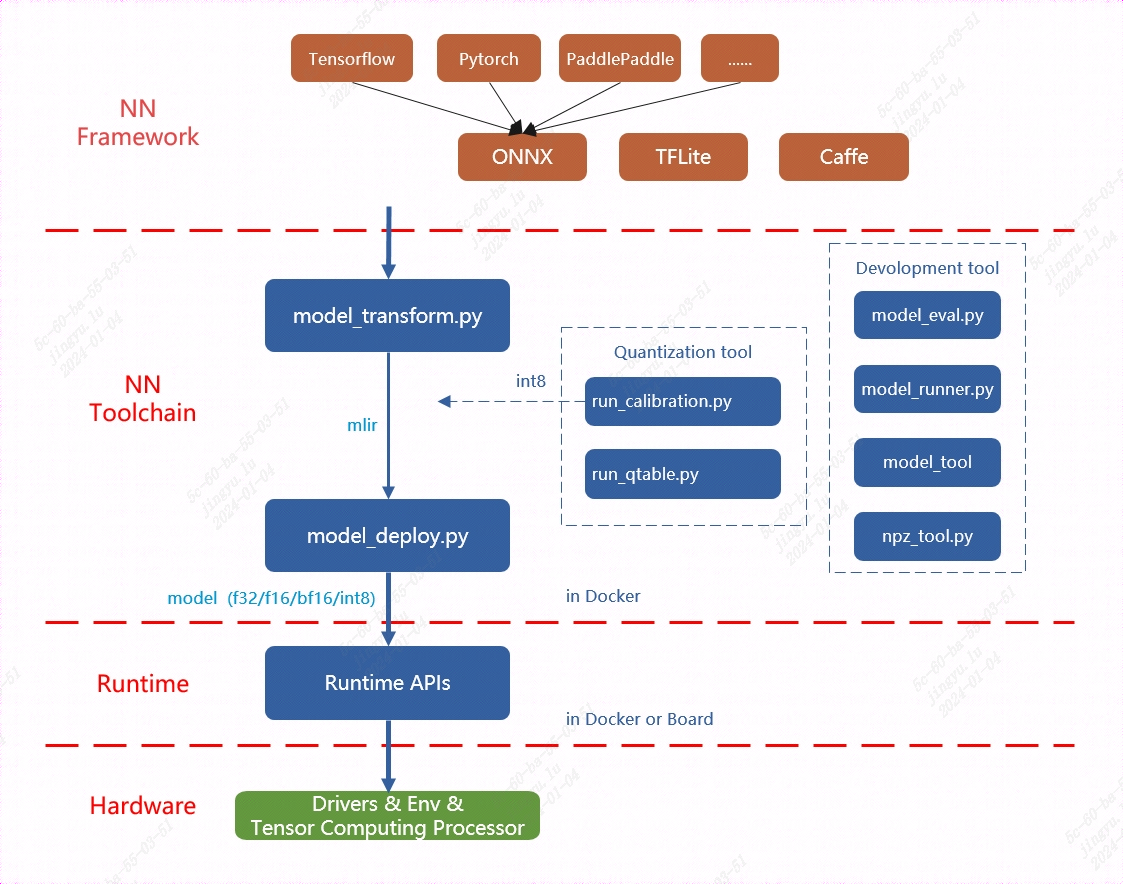 Tensorflow
Pytorch
PaddlePaddle
......
NN
Framework
ONNX
TFLite
Caffe
Devolopment tool
model_transform.py
model_eval.py
Quantization tool
NN
Toolchain
int8
run_calibration.py
model_runner.py
mlir
run_qtable.py
model_tool
model_deploy.py
npz_tool.py
model (f32/f16/bf16/int8)
in Docker
Runtime
Runtime APIs
in Docker or Board
Hardware
Drivers & Env &
Tensor Computing Processor
5c-60-ba-55-03-51
jingyu.lu
2024-01-04